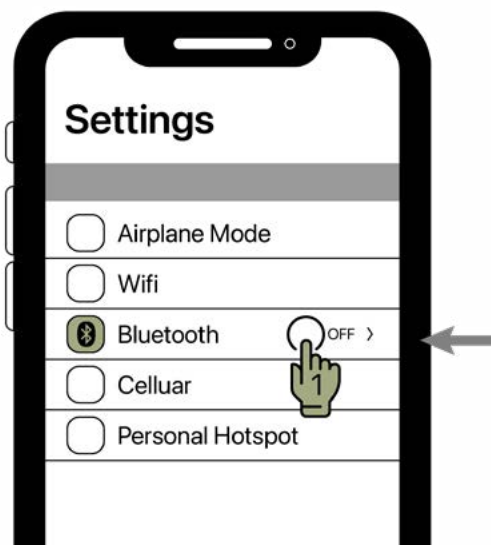 Settings
Airplane Mode
Wifi
Bluetooth OFF >
1
Celluar
Personal Hotspot